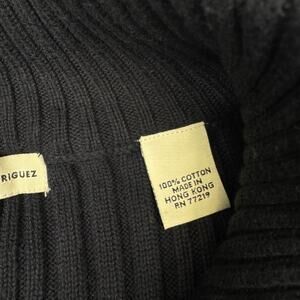 RIGUEZ
100% COTTON
MADE IN
HONG KONG
RN 77219